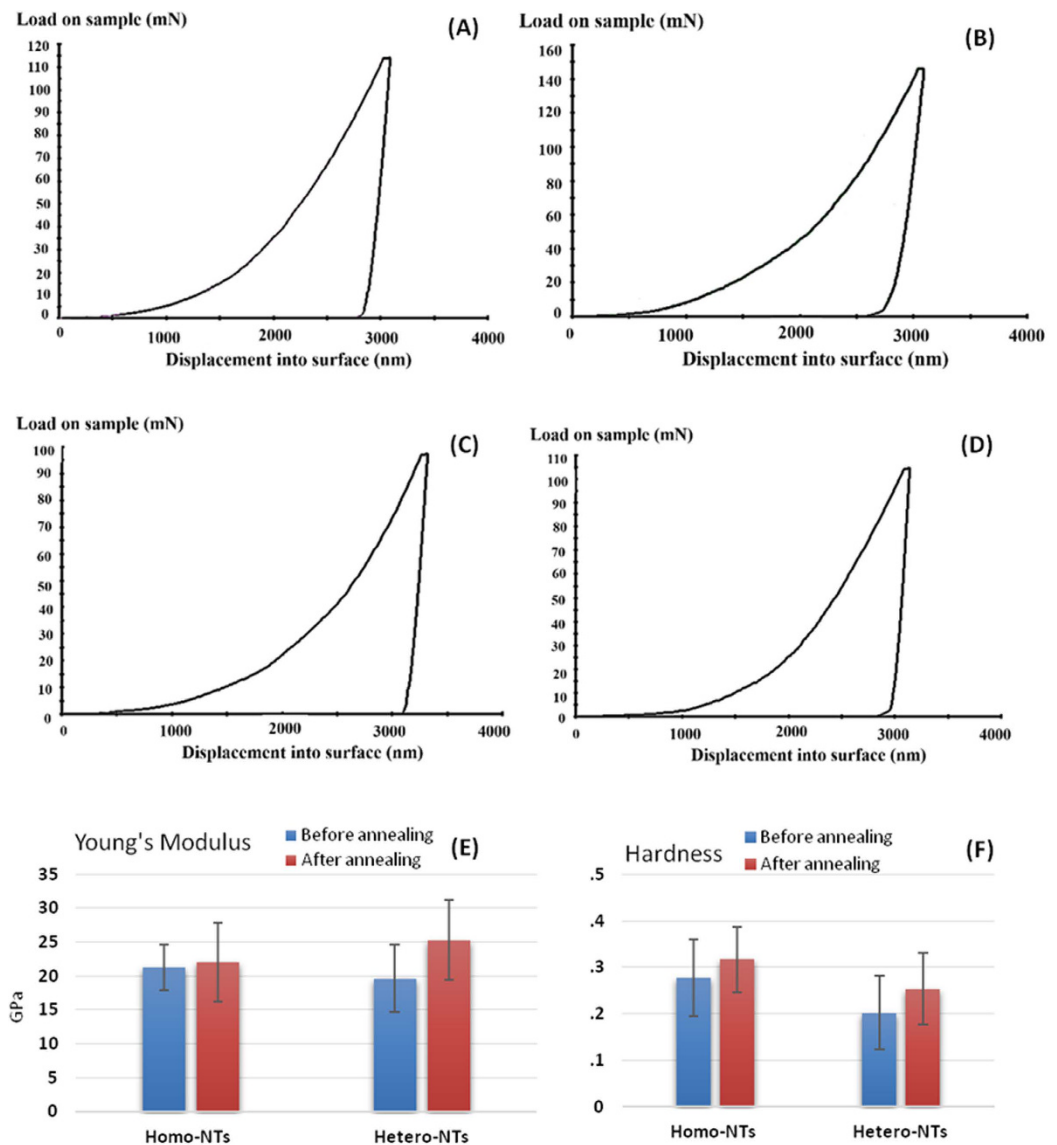 Load on sample (mN)
(A)
120
110
100
90
80
70
60
50
40
30
20
10
0
0 1000 2000 3000 4000
Displacement into surface (nm)
Load on sample (mN)
(B)
160
140
120
100
80
60
40
20
0
0 1000 2000 3000 4000
Displacement into surface (nm)
Load on sample (mN)
(C)
100
90
80
70
60
50
40
30
20
10
0
0 1000 2000 3000 4000
Displacement into surface (nm)
Load on sample (mN)
(D)
110
100
90
80
70
60
50
40
30
20
10
0
0 1000 2000 3000 4000
Displacement into surface (nm)
Young's Modulus
Before annealing
After annealing
(E)
35
30
25
20
15
10
5
0
GPa
Homo-NTs Hetero-NTs
Hardness
Before annealing
After annealing
(F)
.5
.4
.3
.2
.1
0
Homo-NTs Hetero-NTs